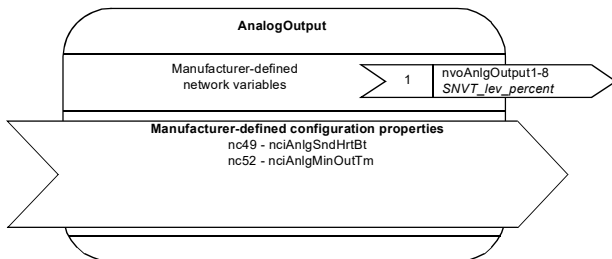 AnalogOutput
Manufacturer-defined
network variables
1
nvoAnlgOutput1-8
SNVT_lev_percent
Manufacturer-defined configuration properties
nc49 - nciAnlgSndHrtBt
nc52 - nciAnlgMinOutTm